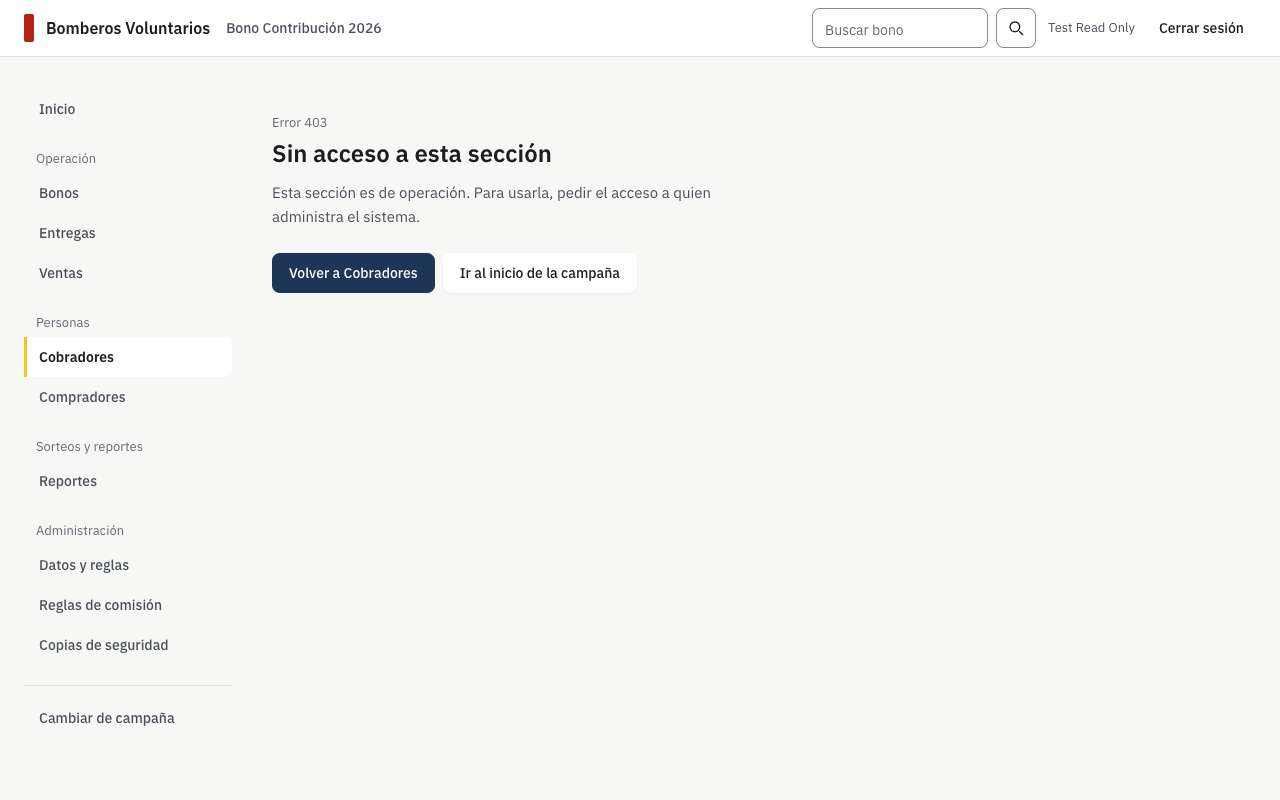 Bomberos Voluntarios
Bono Contribución 2026
Buscar bono
Test Read Only
Cerrar sesión
Inicio
Operación
Bonos
Entregas
Ventas
Personas
Cobradores
Compradores
Sorteos y reportes
Reportes
Administración
Datos y reglas
Reglas de comisión
Copias de seguridad
Cambiar de campaña
Error 403
Sin acceso a esta sección
Esta sección es de operación. Para usarla, pedir el acceso a quien
administra el sistema.
Volver a Cobradores
Ir al inicio de la campaña